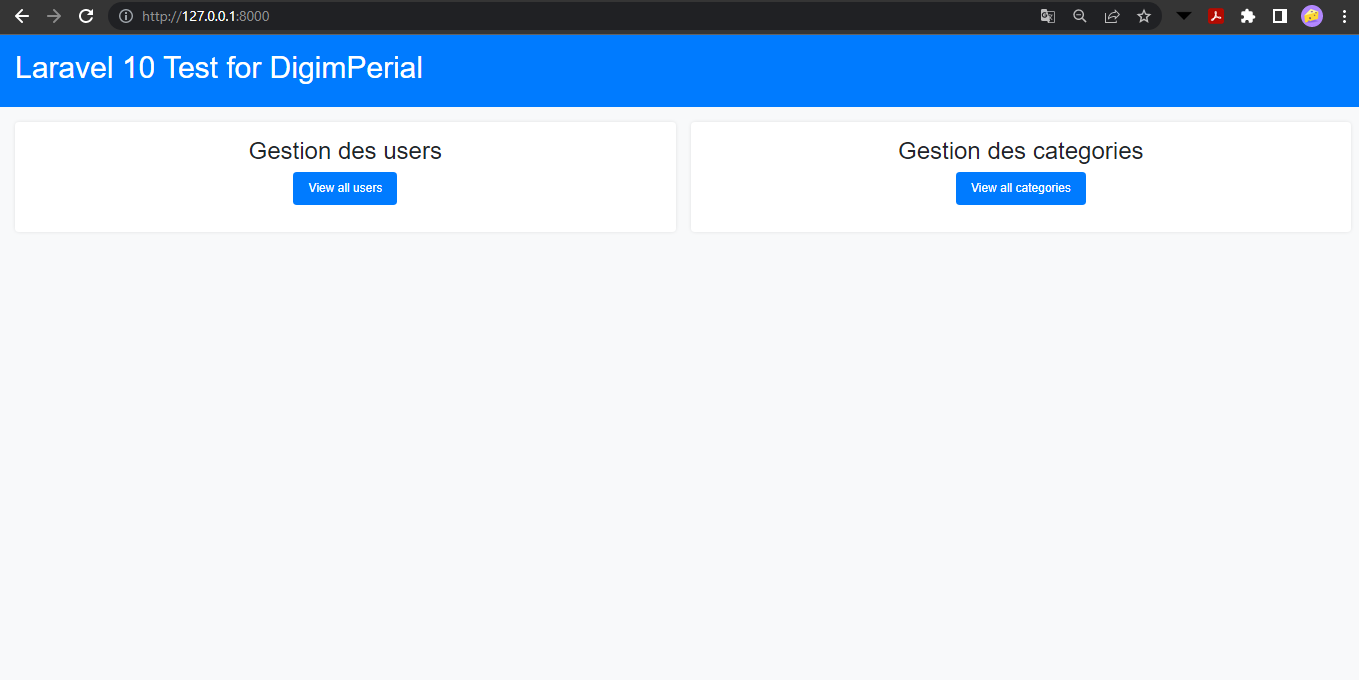 http://127.0.0.1:8000
Laravel 10 Test for DigimPerial
Gestion des users
View all users
Gestion des categories
View all categories